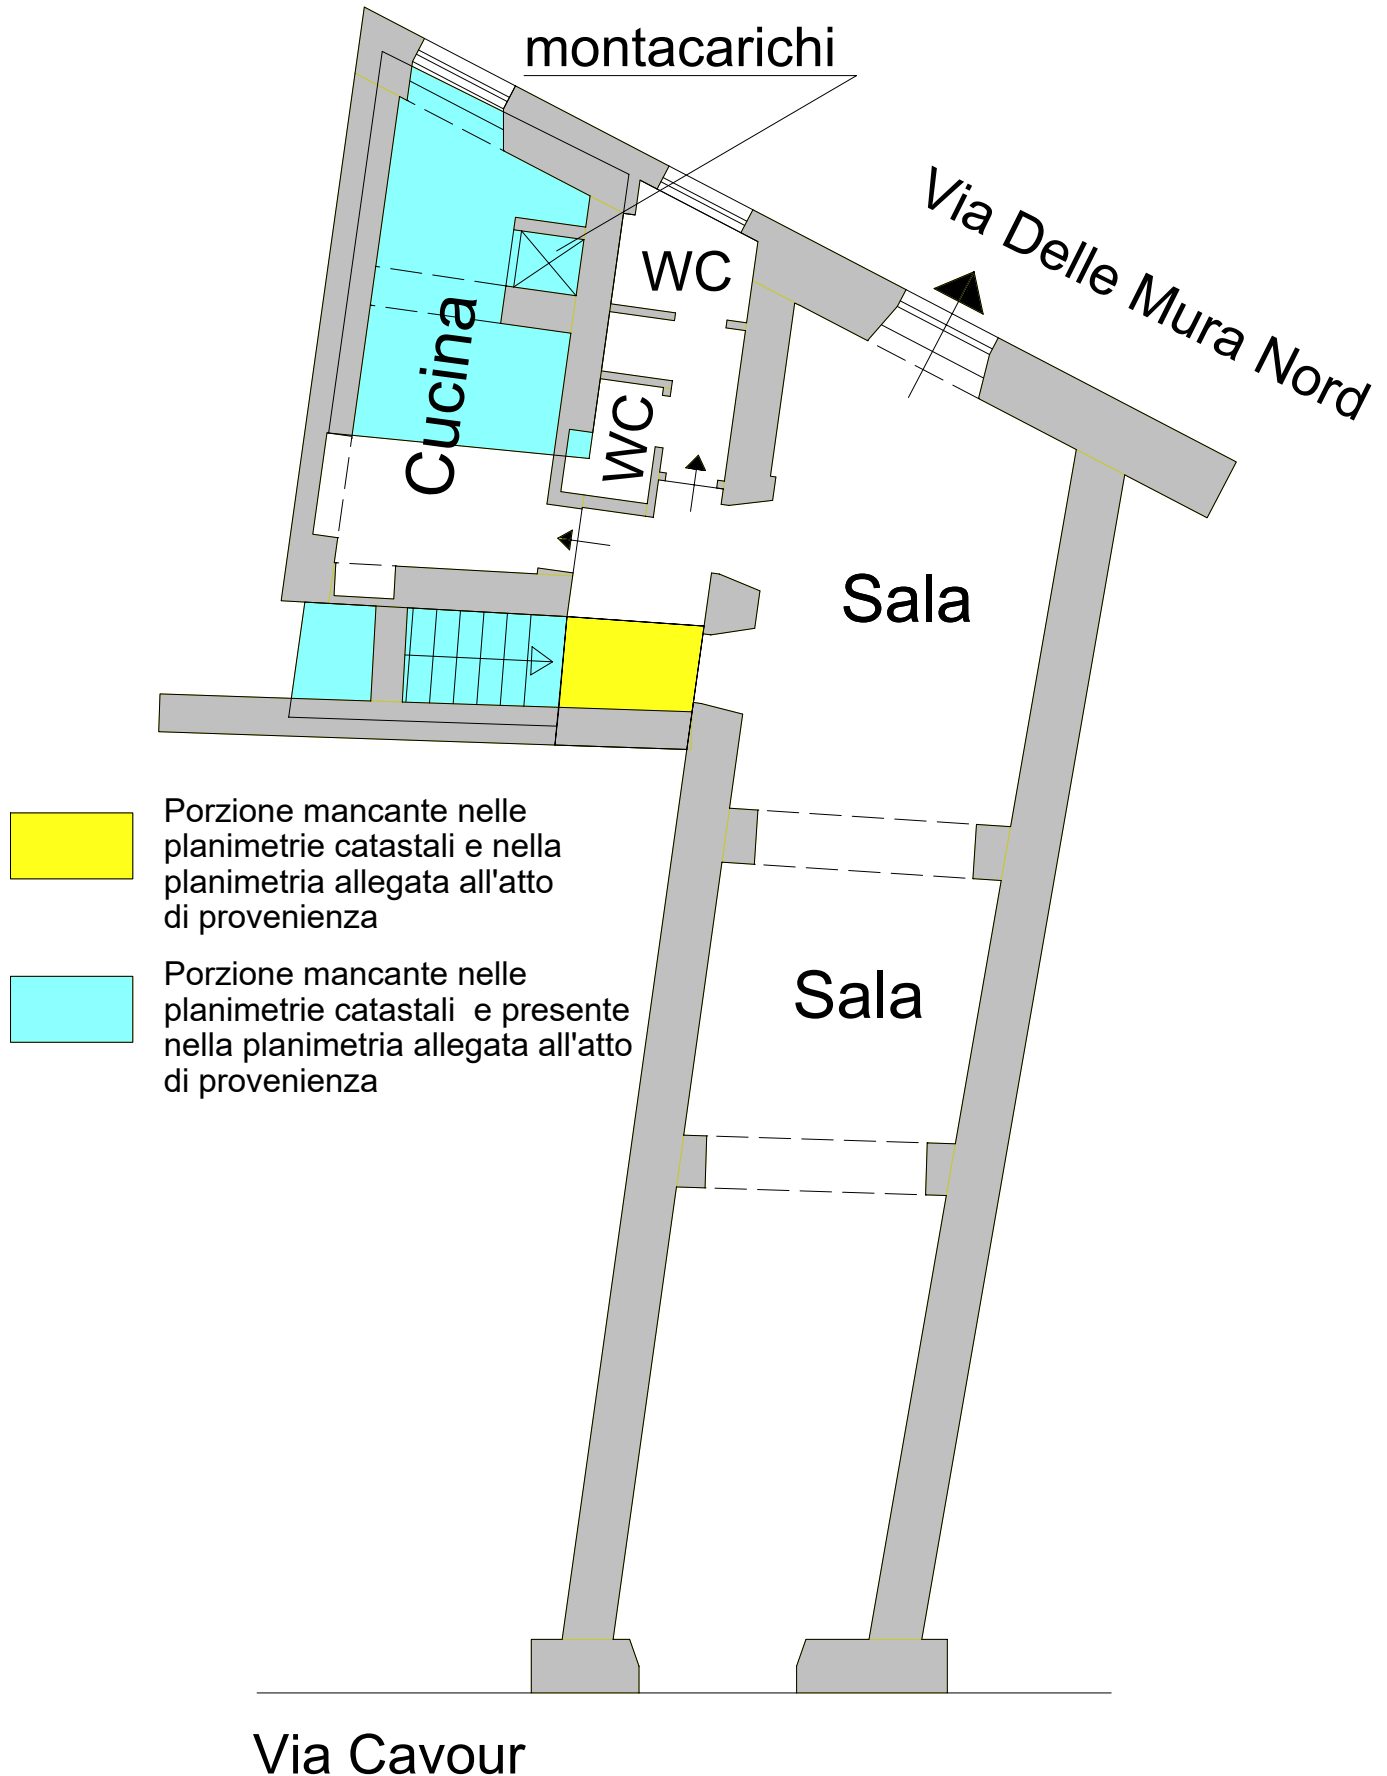 montacarichi
Via Delle Mura Nord
WC
Cucina
WC
Sala
Porzione mancante nelle
planimetrie catastali e nella
planimetria allegata all'atto
di provenienza
Porzione mancante nelle
planimetrie catastali  e presente
nella planimetria allegata all'atto
di provenienza
Sala
Via Cavour